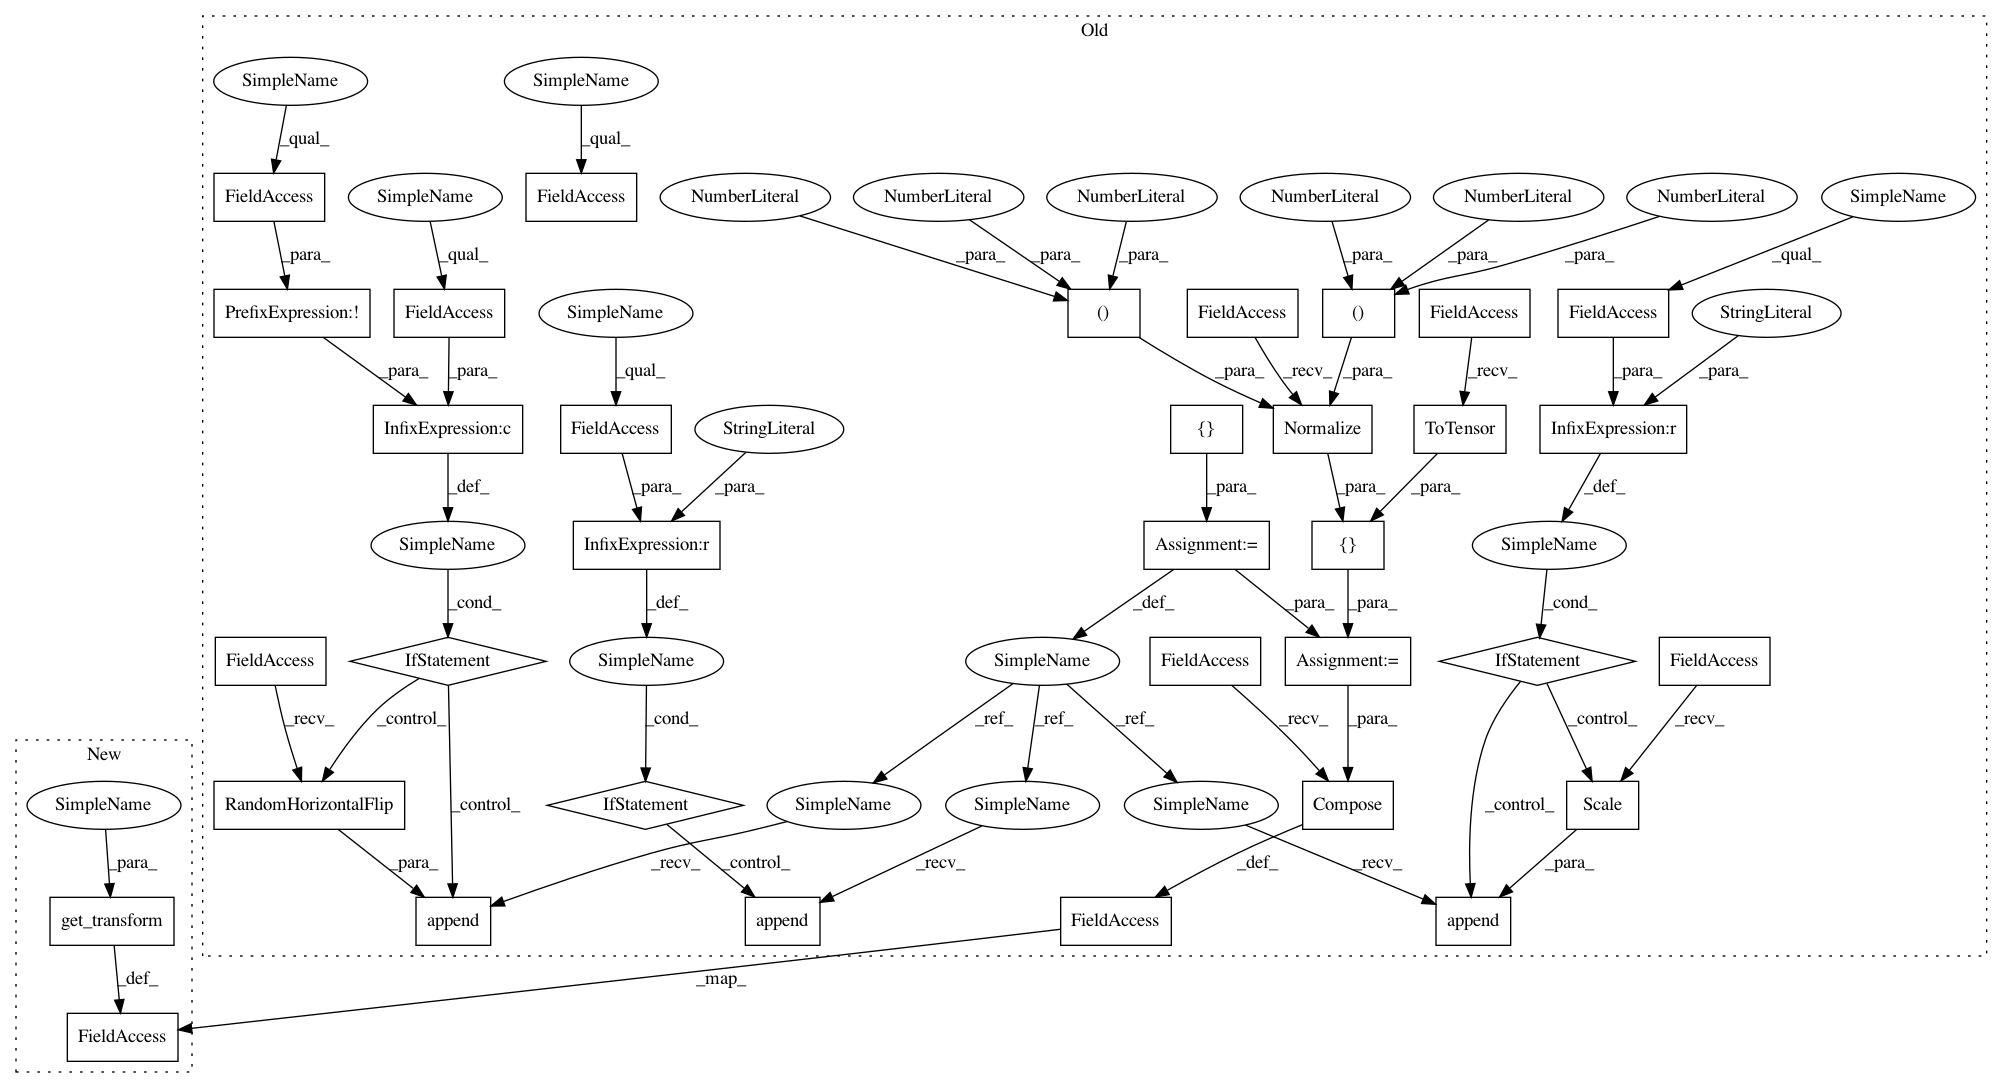 Old
SimpleName
SimpleName
_qual_
_qual_
FieldAccess
SimpleName
FieldAccess
NumberLiteral
NumberLiteral
NumberLiteral
NumberLiteral
NumberLiteral
NumberLiteral
SimpleName
_para_
_qual_
_para_
_para_
_para_
_para_
_para_
_para_
_qual_
PrefixExpression:!
FieldAccess
SimpleName
()
FieldAccess
()
FieldAccess
FieldAccess
StringLiteral
_para_
_para_
_qual_
_para_
_recv_
_para_
_recv_
_para_
_para_
InfixExpression:c
FieldAccess
StringLiteral
{}
Normalize
ToTensor
InfixExpression:r
_def_
_para_
_para_
_para_
_para_
_para_
_def_
SimpleName
InfixExpression:r
Assignment:=
{}
SimpleName
_cond_
_def_
_def_
_para_
_para_
_cond_
FieldAccess
IfStatement
SimpleName
SimpleName
FieldAccess
Assignment:=
IfStatement
FieldAccess
_recv_
_control_
_cond_
_ref_
_ref_
_ref_
_recv_
_para_
_control_
_recv_
New
SimpleName
RandomHorizontalFlip
_control_
IfStatement
SimpleName
SimpleName
SimpleName
Compose
_control_
Scale
_para_
_para_
_recv_
_control_
_recv_
_def_
_recv_
_para_
get_transform
append
append
FieldAccess
append
_def_
_map_
FieldAccess